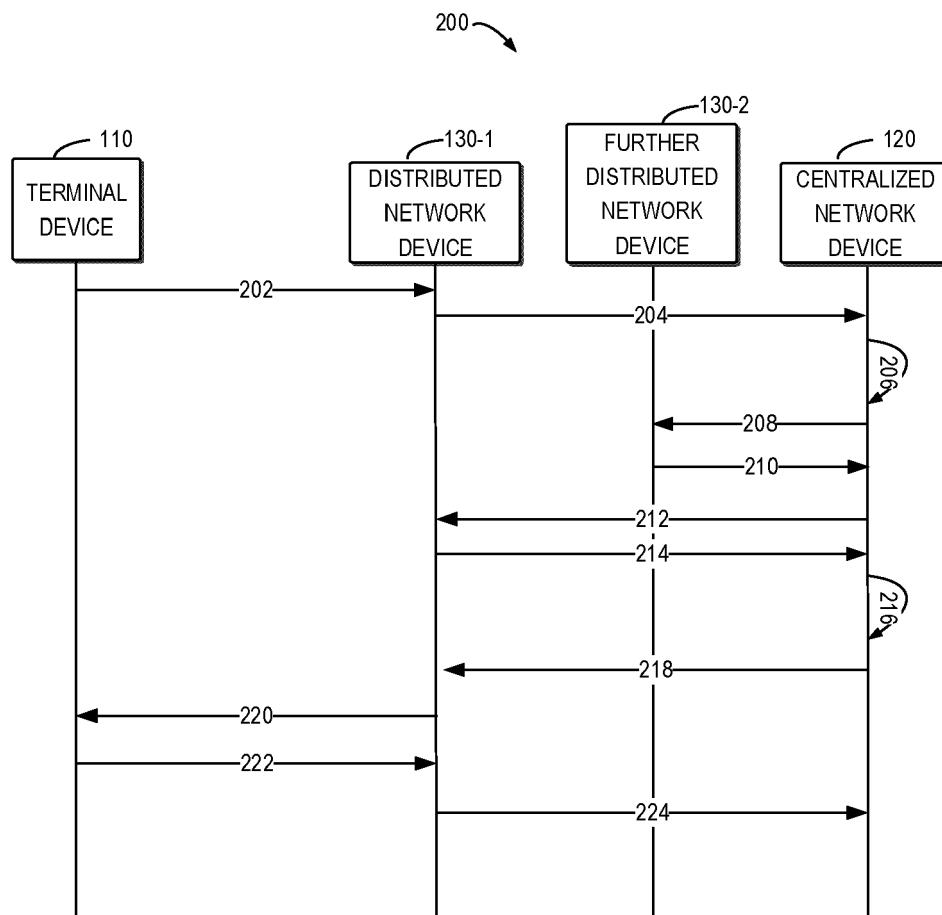 200
110
130-1
130-2
120
TERMINAL
DEVICE
DISTRIBUTED
NETWORK
DEVICE
FURTHER
DISTRIBUTED
NETWORK
DEVICE
CENTRALIZED
NETWORK
DEVICE
202
204
206
208
210
212
214
216
218
220
222
224